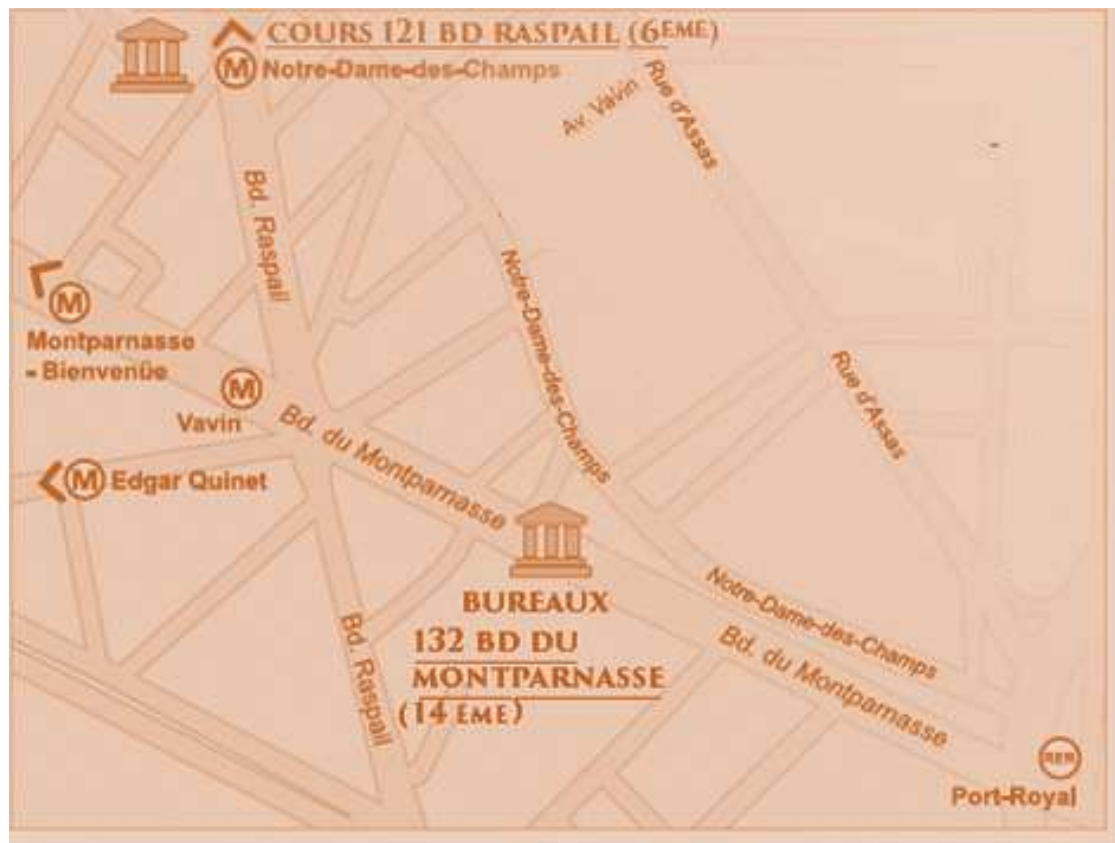 COURS 121 BD RASPAIL (6EME)
M Notre-Dame-des-Champs
Av. Vavin
Rue d'Assas
Bd. Raspail
Notre-Dame-des-Champs
M
Montparnasse
- Bienvenüe
M
Vavin
Bd. du Montparnasse
Rue d'Assas
M Edgar Quinet
BUREAUX
132 BD DU
MONTPARNASSE
(14 EME)
Bd. Raspail
Notre-Dame-des-Champs
Bd. du Montparnasse
RER
Port-Royal